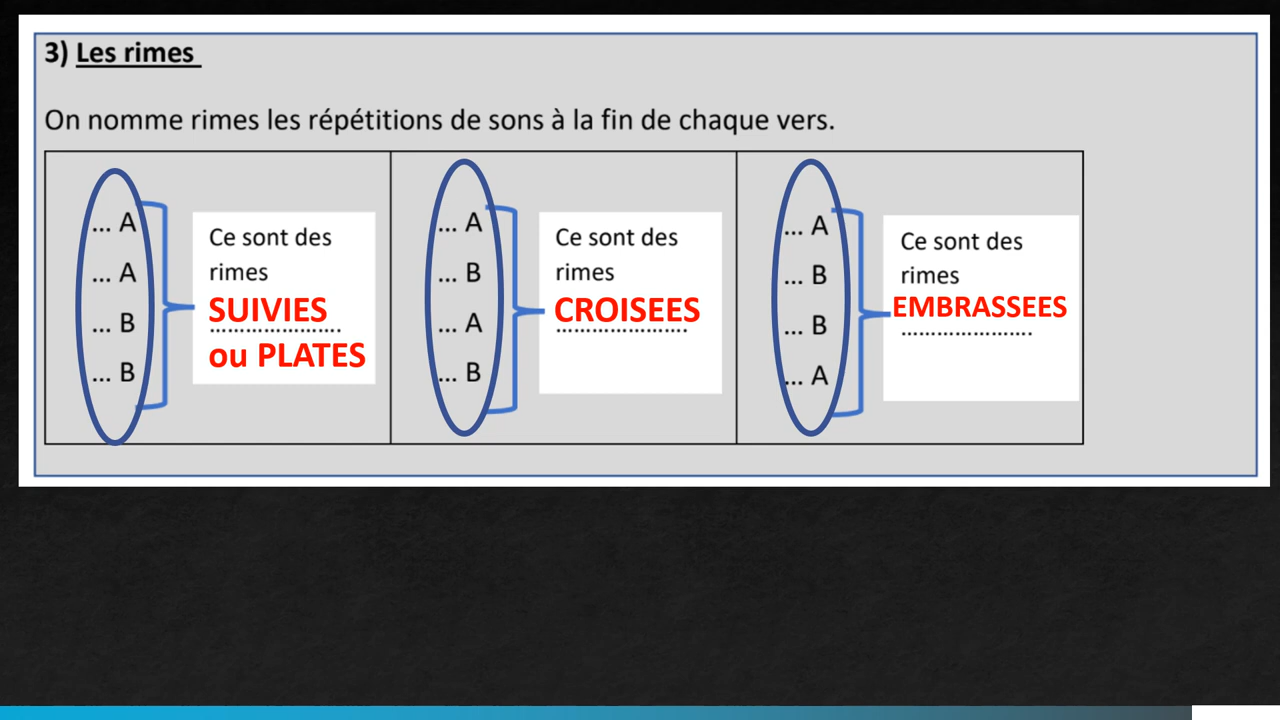 3) Les rimes
On nomme rimes les répétitions de sons à la fin de chaque vers.
... A
... A
... B
... B
Ce sont des
rimes
SUIVIES
......................
ou PLATES
... A
... B
... A
... B
Ce sont des
rimes
CROISEES
......................
... A
... B
... B
... A
Ce sont des
rimes
EMBRASSEES
......................